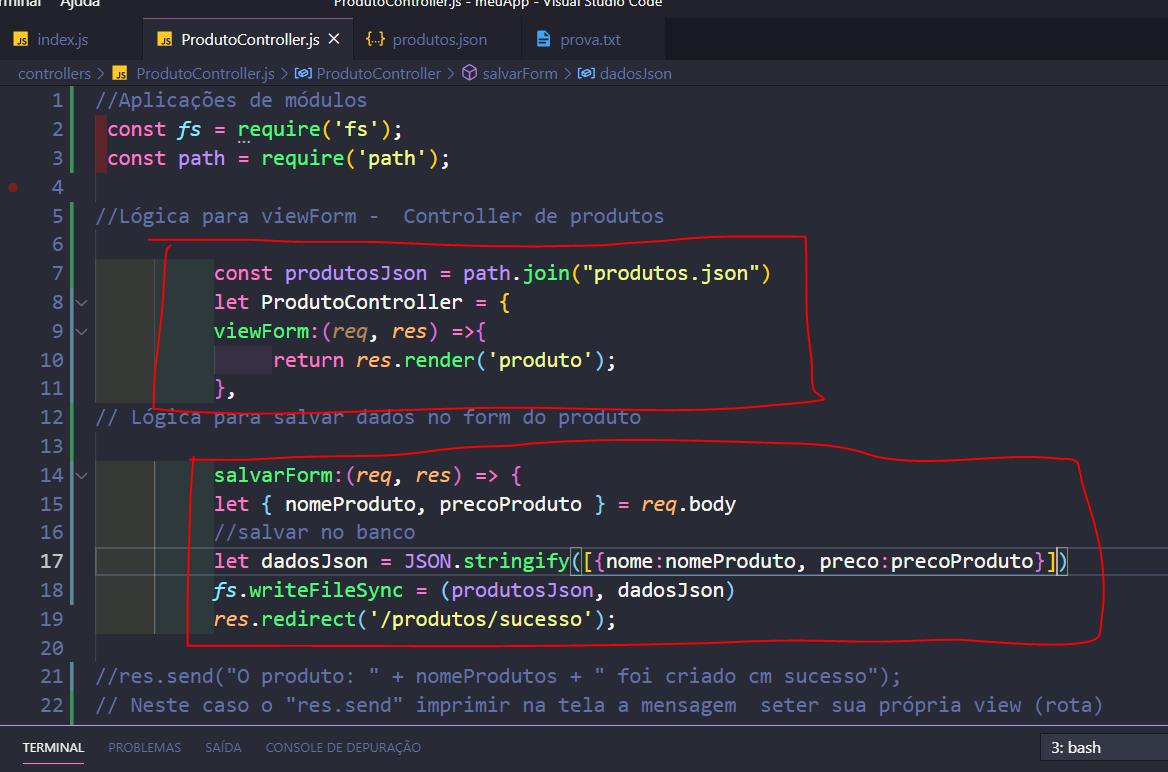 rminal Ajuda ProdutoController.js - meuApp - Visual Studio Code
JS index.js JS ProdutoController.js × {..} produtos.json prova.txt
controllers > JS ProdutoController.js > ProdutoController > salvarForm > dadosJson
1 //Aplicações de módulos
2 const fs = require('fs');
3 const path = require('path');
4
5 //Lógica para viewForm -  Controller de produtos
6
7 const produtosJson = path.join("produtos.json")
8 let ProdutoController = {
9 viewForm:(req, res) =>{
10 return res.render('produto');
11 },
12 // Lógica para salvar dados no form do produto
13
14 salvarForm:(req, res) => {
15 let { nomeProduto, precoProduto } = req.body
16 //salvar no banco
17 let dadosJson = JSON.stringify([{nome:nomeProduto, preco:precoProduto}])
18 fs.writeFileSync = (produtosJson, dadosJson)
19 res.redirect('/produtos/sucesso');
20
21 //res.send("O produto: " + nomeProdutos + " foi criado cm sucesso");
22 // Neste caso o "res.send" imprimir na tela a mensagem  seter sua própria view (rota)
TERMINAL PROBLEMAS SAÍDA CONSOLE DE DEPURAÇÃO 3: bash